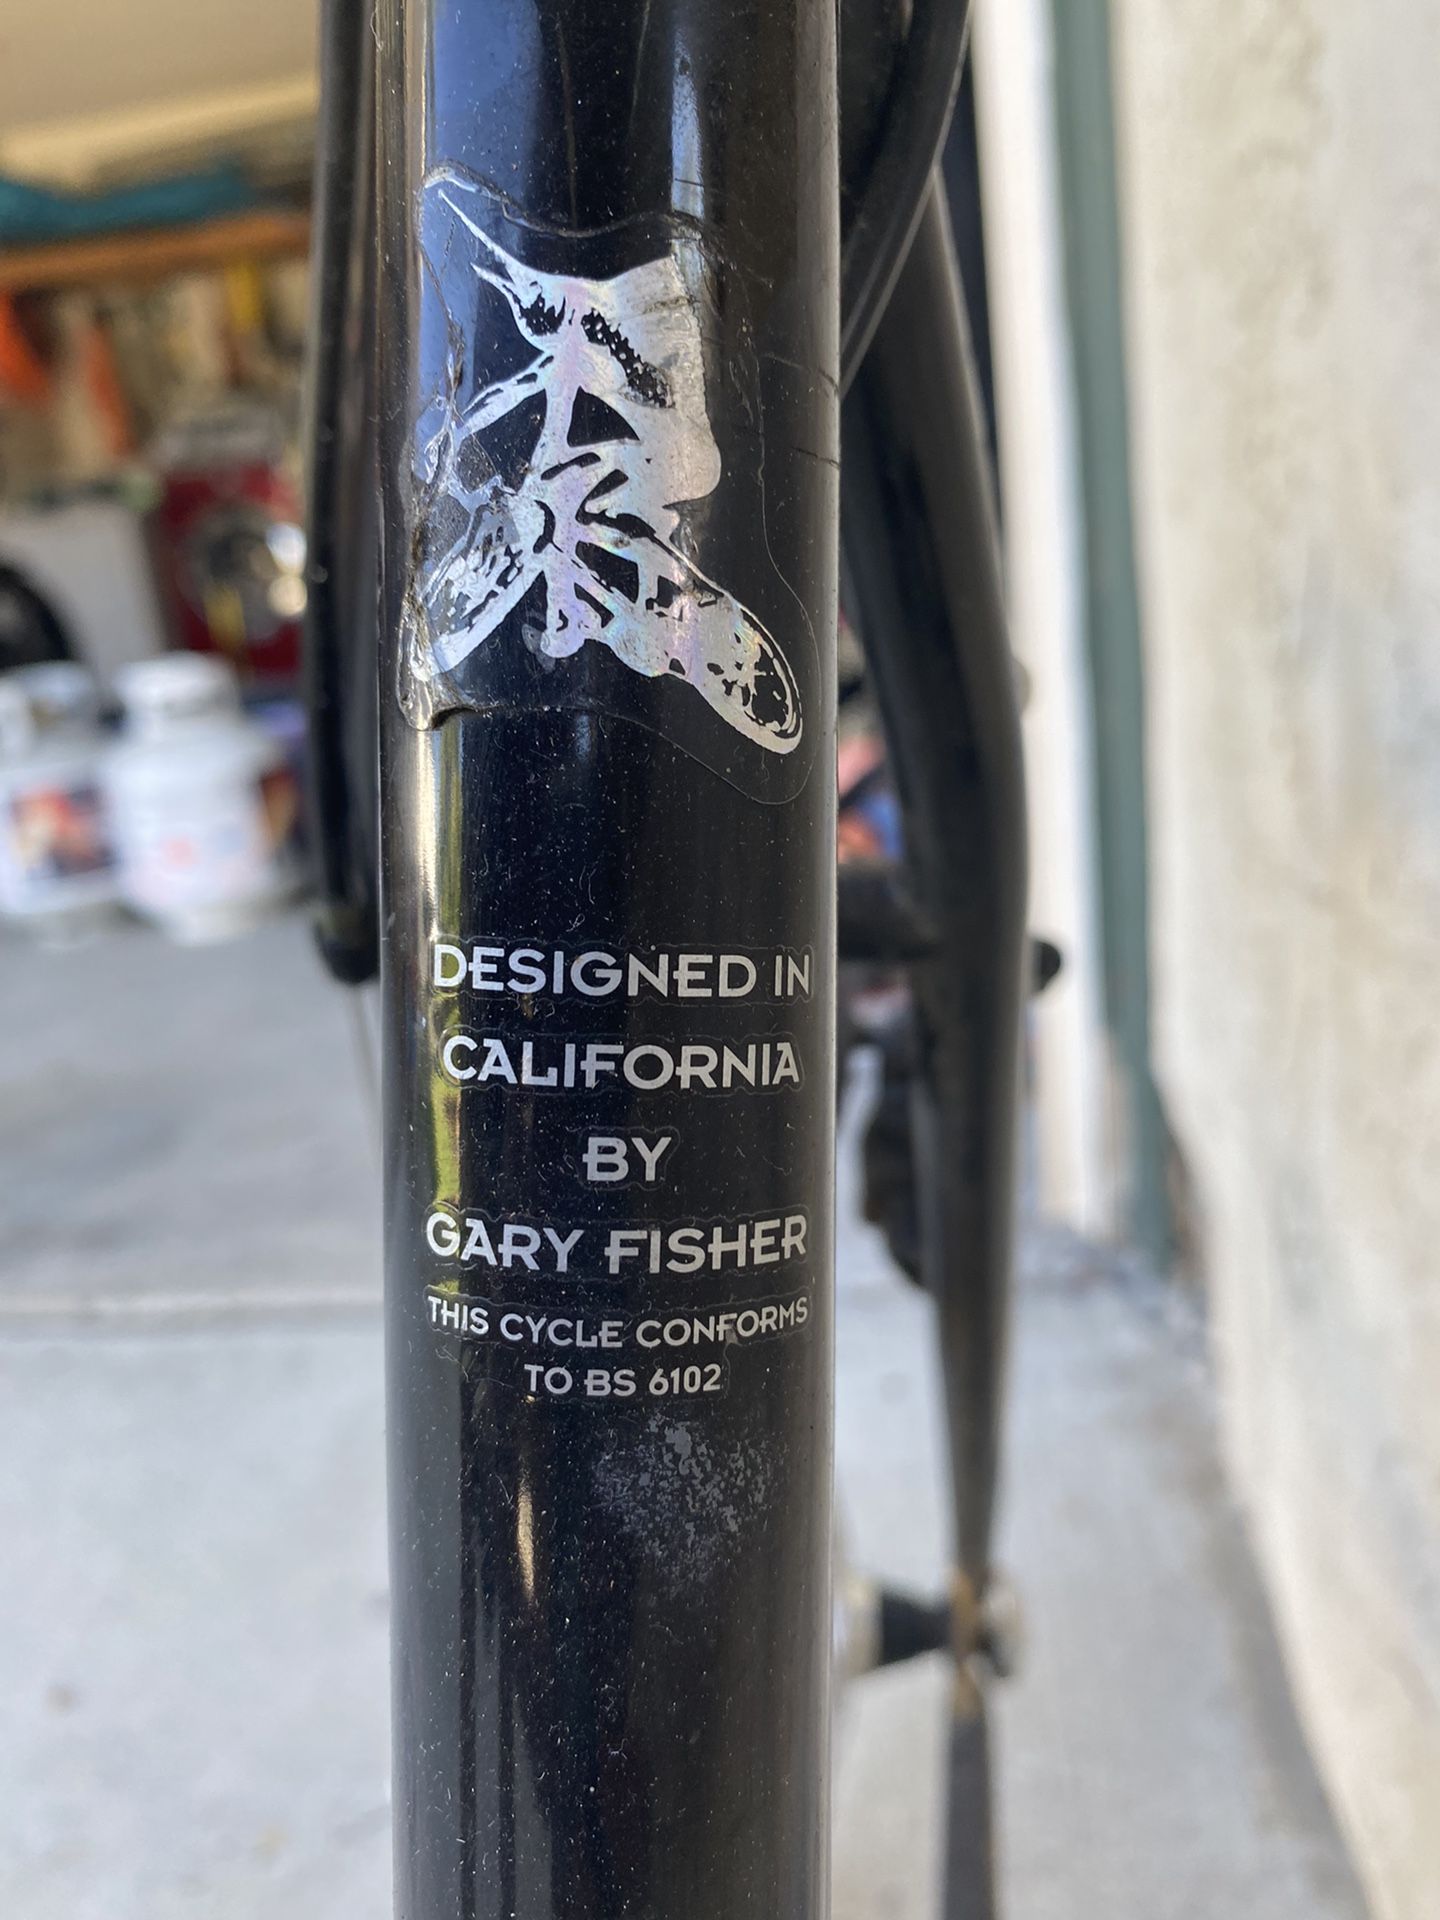 DESIGNED IN
CALIFORNIA
BY
GARY FISHER
THIS CYCLE CONFORMS
TO BS 6102